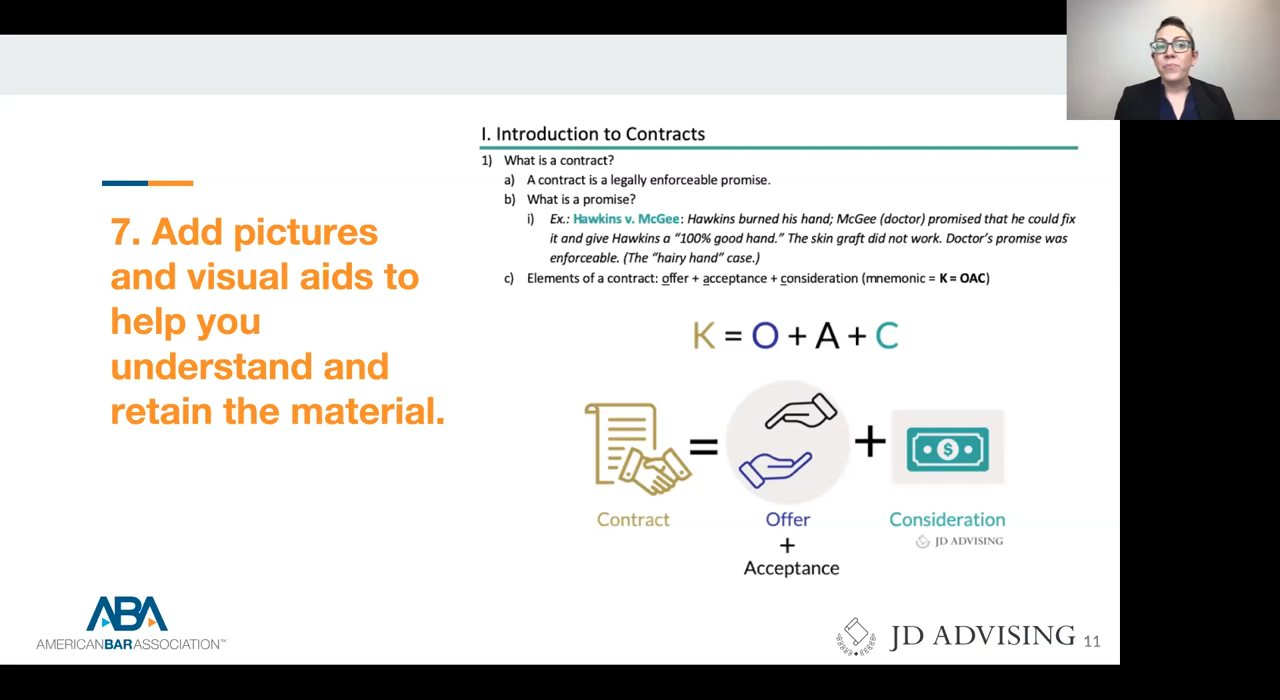 7. Add pictures
and visual aids to
help you
understand and
retain the material.
I. Introduction to Contracts
1) What is a contract?
a) A contract is a legally enforceable promise.
b) What is a promise?
i) Ex.: Hawkins v. McGee: Hawkins burned his hand; McGee (doctor) promised that he could fix
it and give Hawkins a “100% good hand.” The skin graft did not work. Doctor’s promise was
enforceable. (The “hairy hand” case.)
c) Elements of a contract: offer + acceptance + consideration (mnemonic = K = OAC)
K = O + A + C
= + $
Contract Offer Consideration
+
Acceptance
JD ADVISING
ABA
AMERICANBARASSOCIATION™
JD ADVISING 11